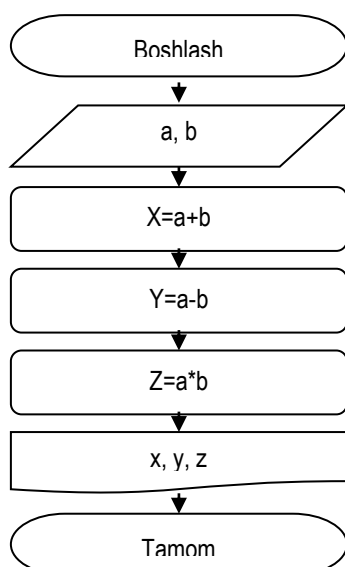 Boshlash
a, b
X=a+b
Y=a-b
Z=a*b
x, y, z
Tamom